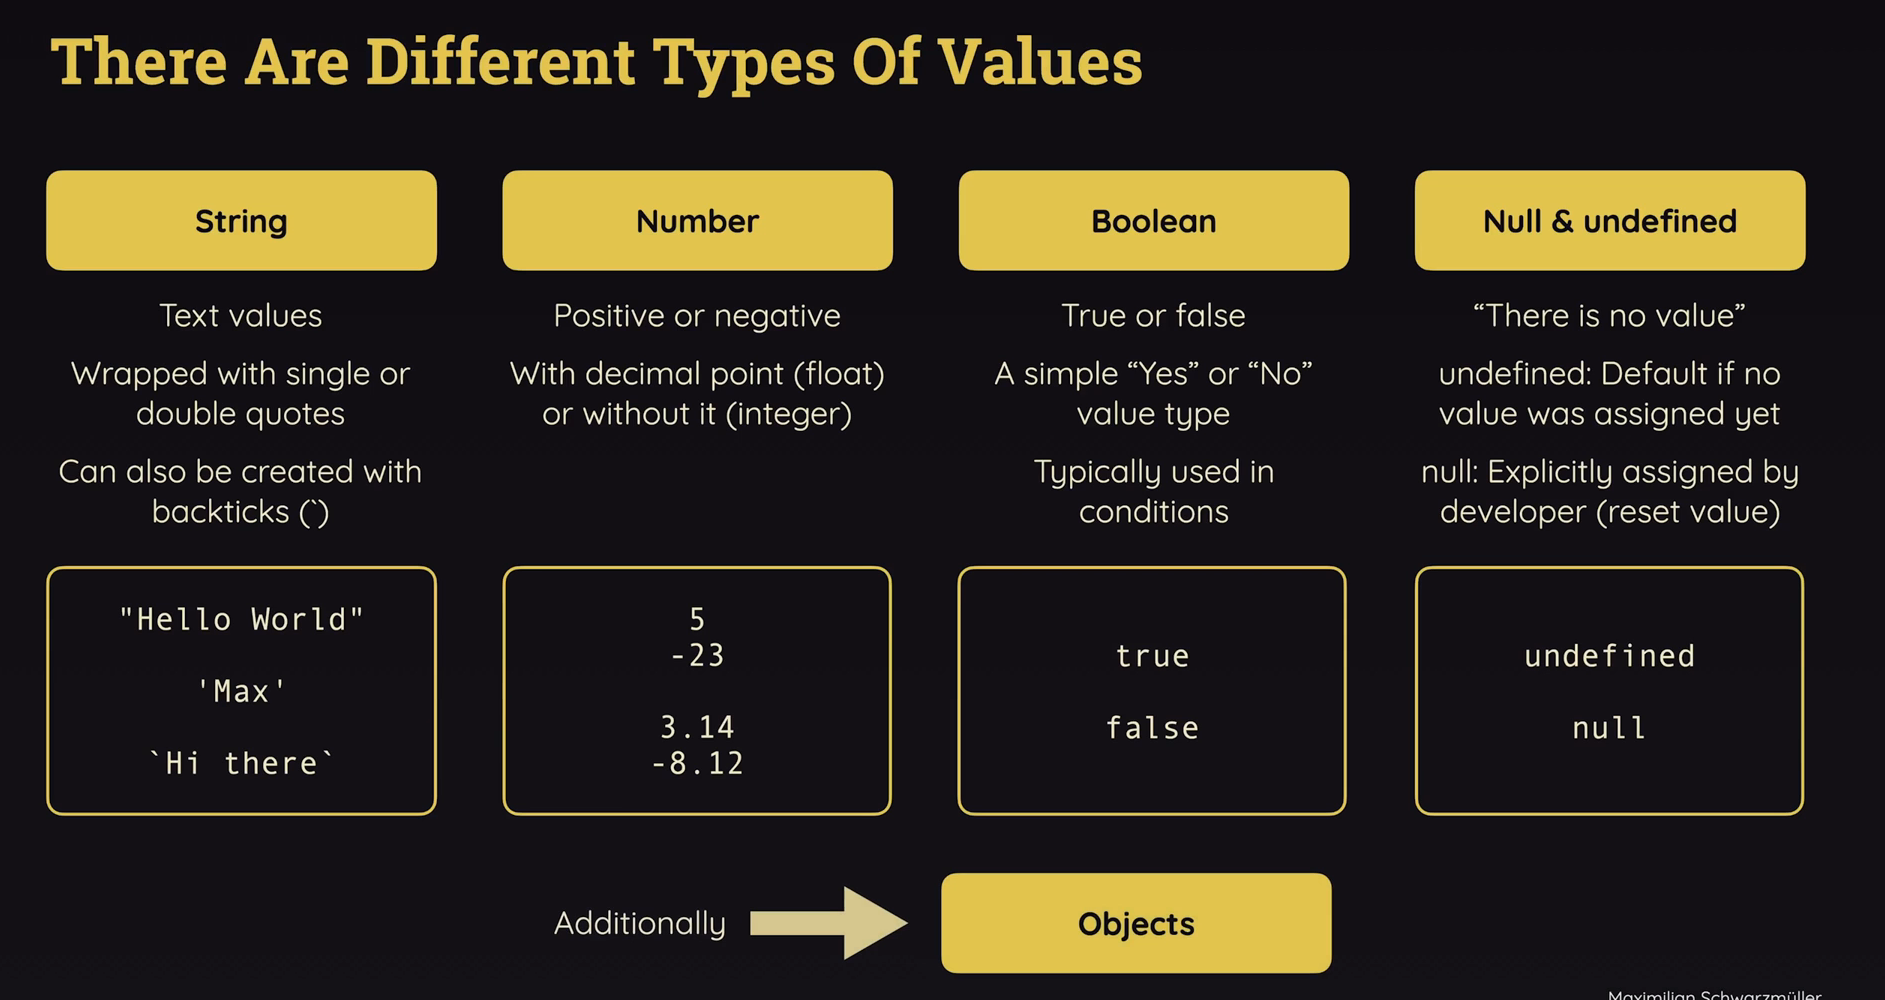 There Are Different Types Of Values
String
Text values
Wrapped with single or
double quotes
Can also be created with
backticks (`)
"Hello World"
'Max'
`Hi there`
Number
Positive or negative
With decimal point (float)
or without it (integer)
5
-23
3.14
-8.12
Boolean
True or false
A simple “Yes” or “No”
value type
Typically used in
conditions
true
false
Null & undefined
“There is no value”
undefined: Default if no
value was assigned yet
null: Explicitly assigned by
developer (reset value)
undefined
null
Additionally
Objects
Maximilian Schwarzmüller